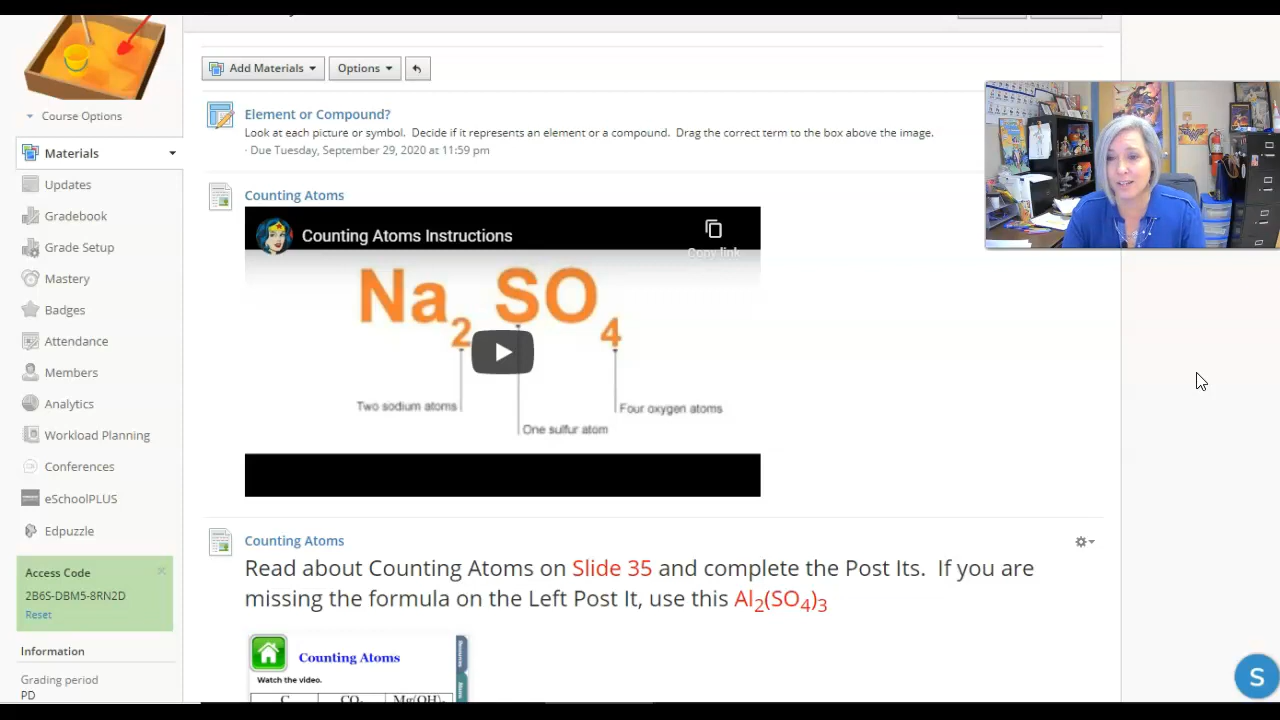 Add Materials
Options
Course Options
Element or Compound?
Look at each picture or symbol. Decide if it represents an element or a compound. Drag the correct term to the box above the image.
· Due Tuesday, September 29, 2020 at 11:59 pm
Materials
Updates
Gradebook
Grade Setup
Mastery
Badges
Attendance
Members
Analytics
Workload Planning
Conferences
eSchoolPLUS
Edpuzzle
Access Code
2B6S-DBM5-8RN2D
Reset
Information
Grading period
PD
Counting Atoms
Counting Atoms Instructions
Copy link
Na₂ SO₄
Two sodium atoms
Four oxygen atoms
One sulfur atom
Counting Atoms
Read about Counting Atoms on Slide 35 and complete the Post Its. If you are
missing the formula on the Left Post It, use this Al₂(SO₄)₃
Counting Atoms
Watch the video.
S